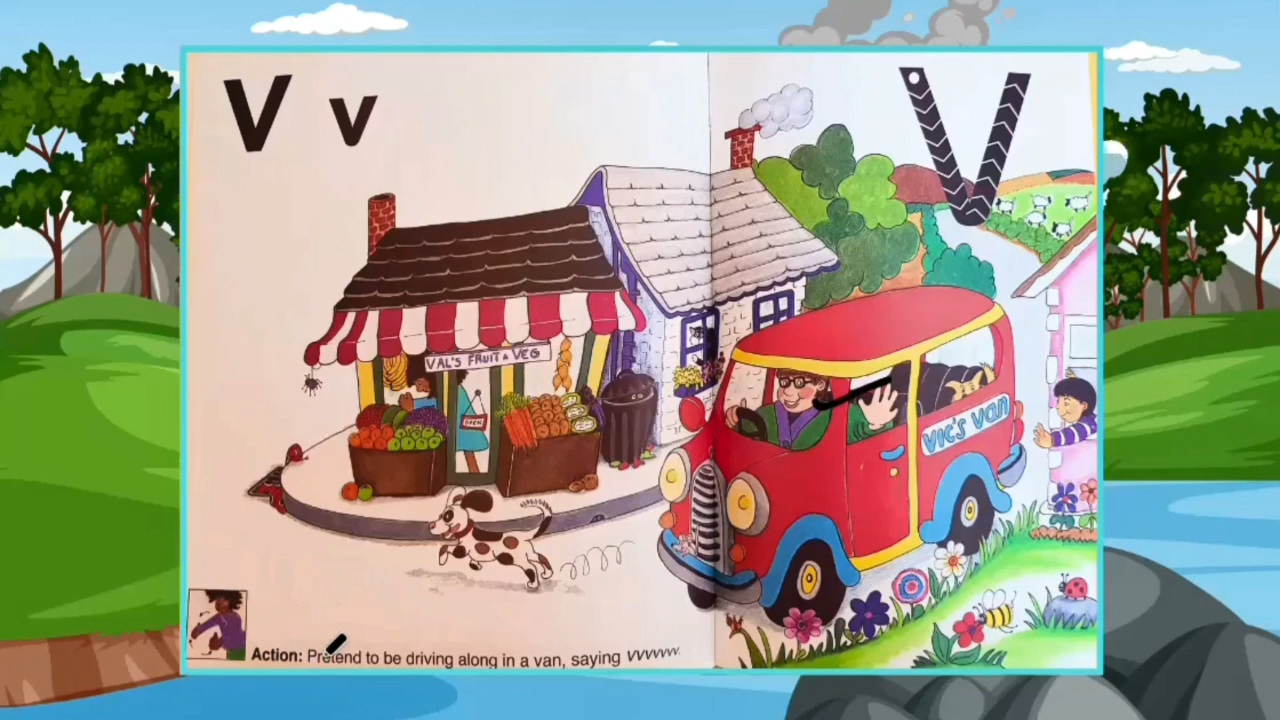 V v
V
VAL'S FRUIT & VEG
OPEN
VIC'S VAN
Action: Pretend to be driving along in a van, saying vvvvvv.